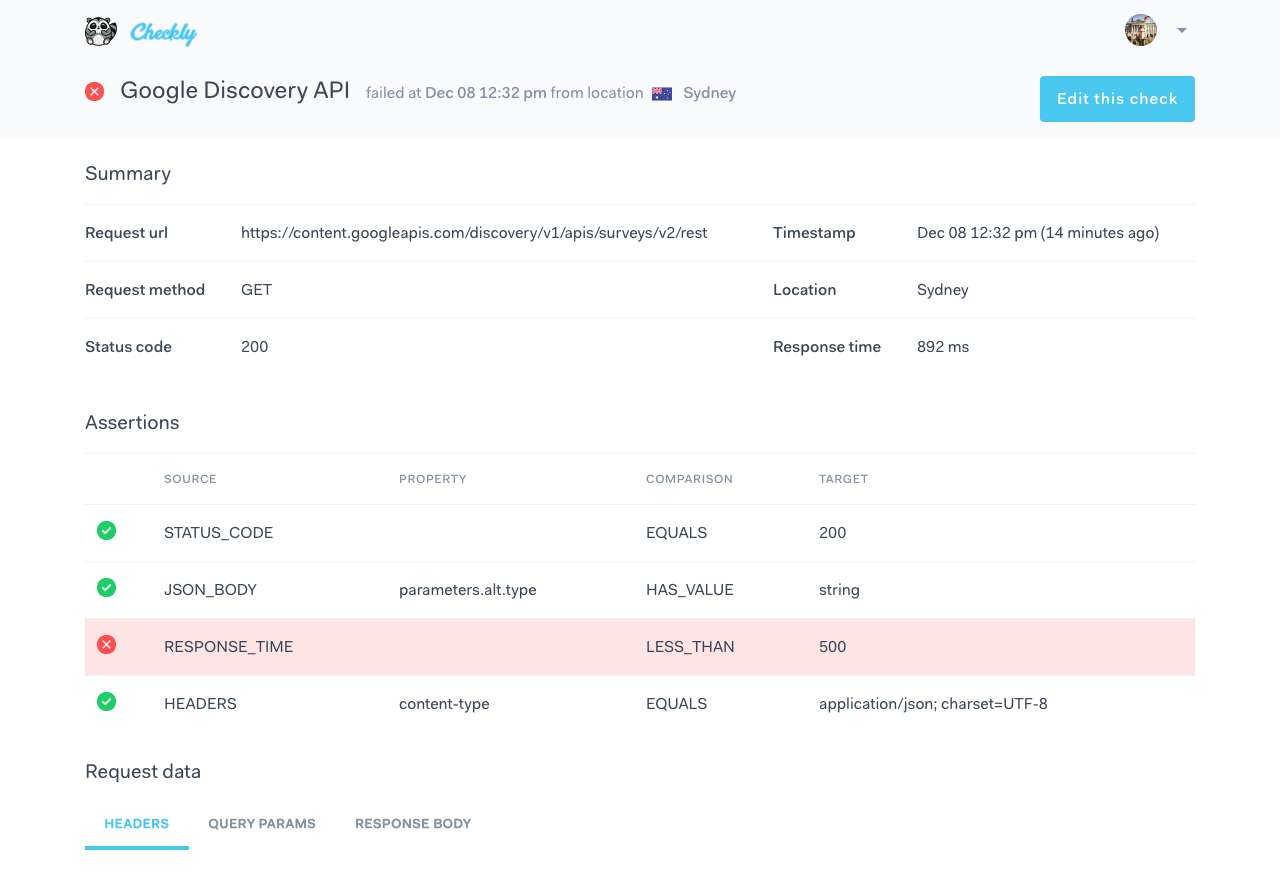 Checkly
Google Discovery API failed at Dec 08 12:32 pm from location Sydney
Edit this check
Summary
Request url https://content.googleapis.com/discovery/v1/apis/surveys/v2/rest Timestamp Dec 08 12:32 pm (14 minutes ago)
Request method GET Location Sydney
Status code 200 Response time 892 ms
Assertions
SOURCE PROPERTY COMPARISON TARGET
STATUS_CODE EQUALS 200
JSON_BODY parameters.alt.type HAS_VALUE string
RESPONSE_TIME LESS_THAN 500
HEADERS content-type EQUALS application/json; charset=UTF-8
Request data
HEADERS QUERY PARAMS RESPONSE BODY